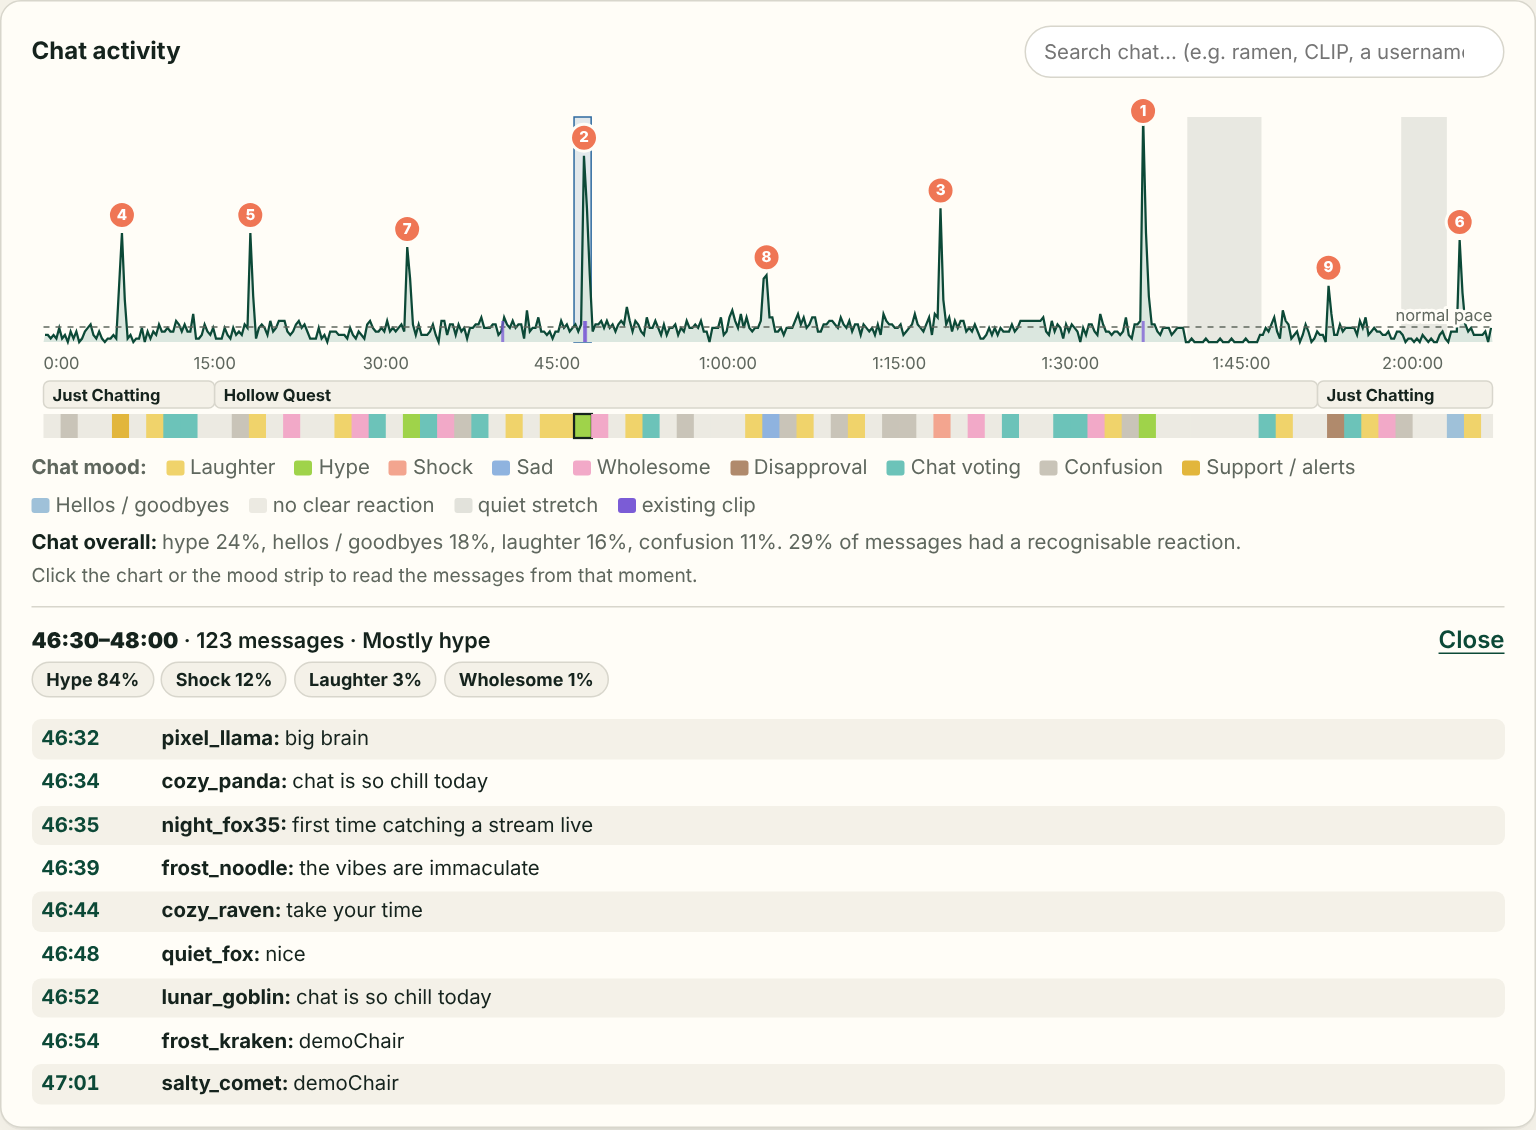 Chat activity
Search chat... (e.g. ramen, CLIP, a usernam
1
2
3
4
5
7
6
8
9
normal pace
0:00 15:00 30:00 45:00 1:00:00 1:15:00 1:30:00 1:45:00 2:00:00
Just Chatting Hollow Quest Just Chatting
Chat mood: Laughter Hype Shock Sad Wholesome Disapproval Chat voting Confusion Support / alerts
Hellos / goodbyes no clear reaction quiet stretch existing clip
Chat overall: hype 24%, hellos / goodbyes 18%, laughter 16%, confusion 11%. 29% of messages had a recognisable reaction.
Click the chart or the mood strip to read the messages from that moment.
46:30–48:00 · 123 messages · Mostly hype Close
Hype 84% Shock 12% Laughter 3% Wholesome 1%
46:32 pixel_llama: big brain
46:34 cozy_panda: chat is so chill today
46:35 night_fox35: first time catching a stream live
46:39 frost_noodle: the vibes are immaculate
46:44 cozy_raven: take your time
46:48 quiet_fox: nice
46:52 lunar_goblin: chat is so chill today
46:54 frost_kraken: demoChair
47:01 salty_comet: demoChair